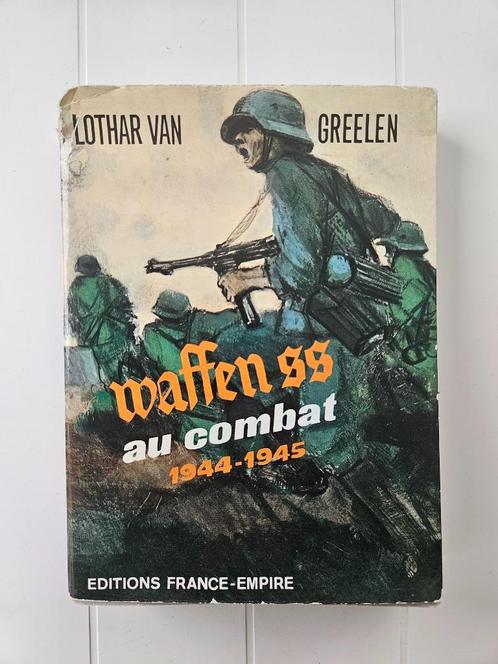 LOTHAR VAN GREELEN
waffen ss
au combat
1944-1945
EDITIONS FRANCE-EMPIRE